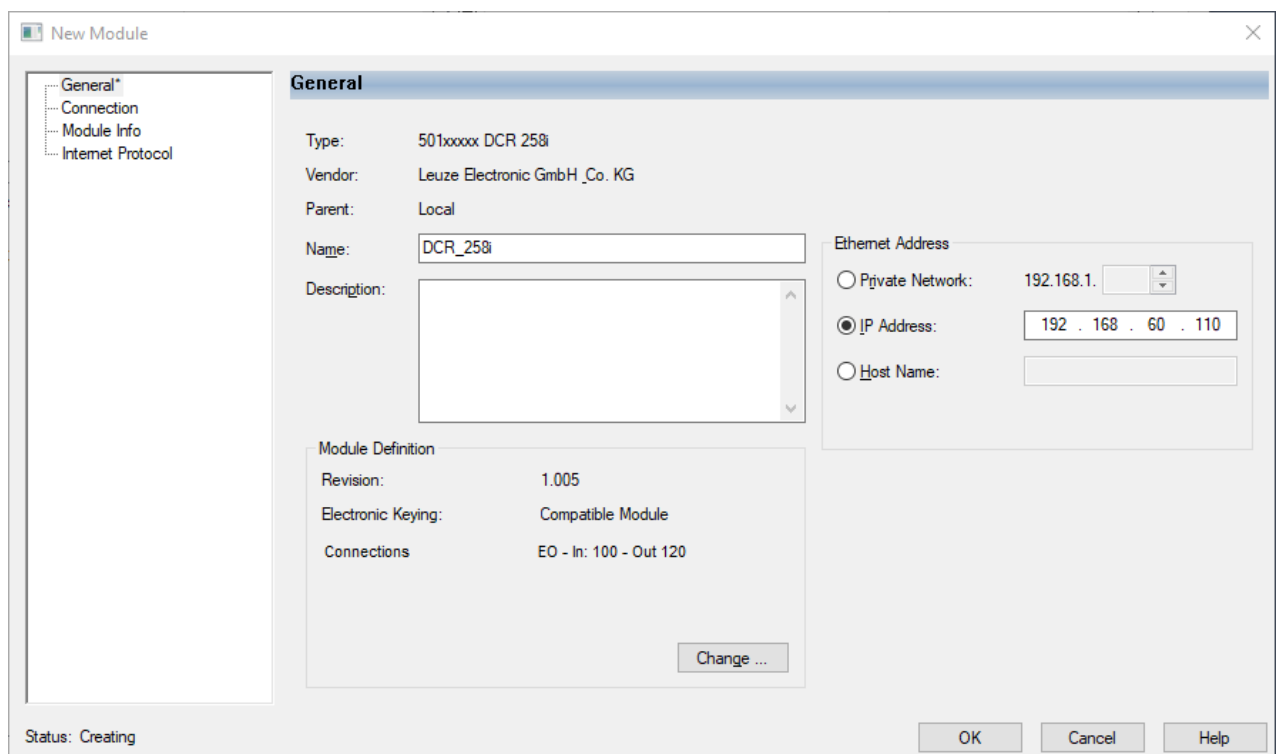 New Module
General*
Connection
Module Info
Internet Protocol
General
Type: 501xxxxx DCR 258i
Vendor: Leuze Electronic GmbH _Co. KG
Parent: Local
Name: DCR_258i
Description:
Ethernet Address
Private Network: 192.168.1.
IP Address: 192 . 168 . 60 . 110
Host Name:
Module Definition
Revision: 1.005
Electronic Keying: Compatible Module
Connections EO - In: 100 - Out 120
Change ...
Status: Creating
OK Cancel Help